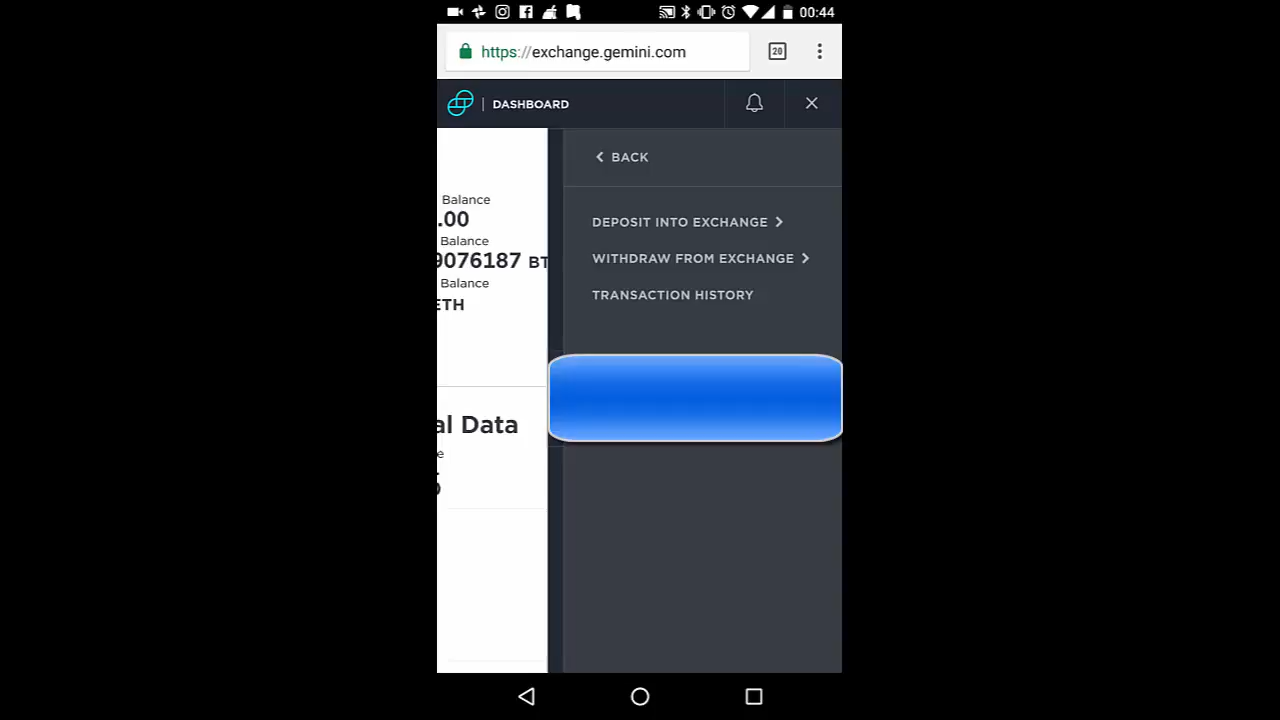 00:44
https://exchange.gemini.com
20
| DASHBOARD
BACK
Balance
.00
DEPOSIT INTO EXCHANGE
Balance
9076187 BT
WITHDRAW FROM EXCHANGE
Balance
ETH
TRANSACTION HISTORY
al Data
e